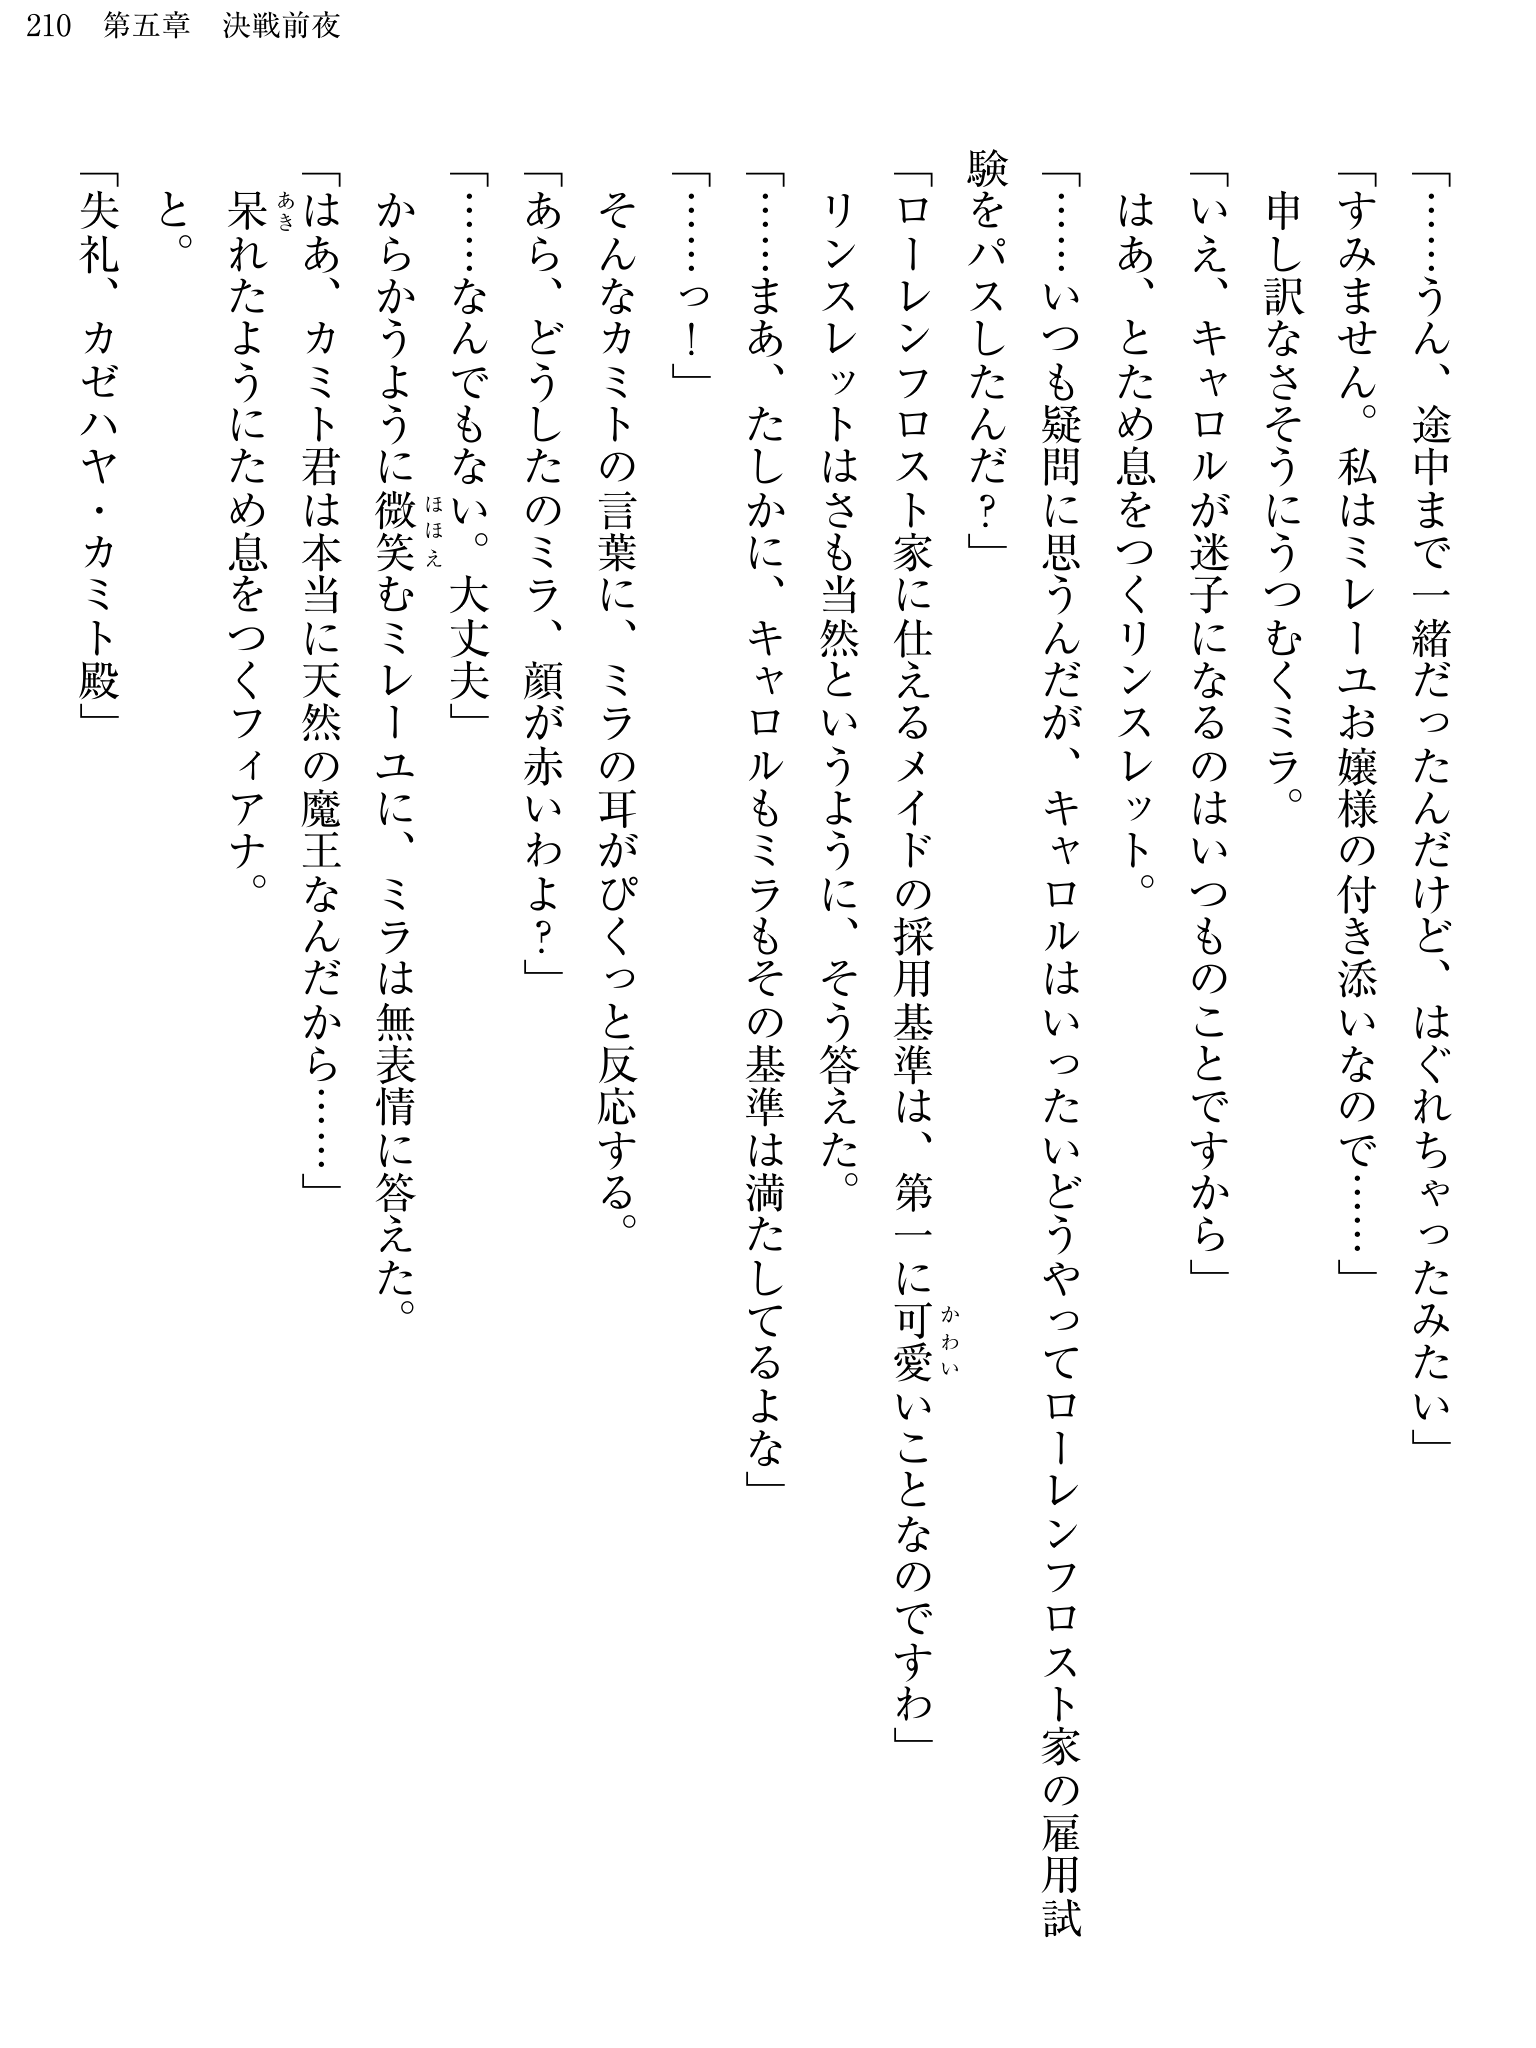 210　第五章　決戦前夜
「……うん、途中まで一緒だったんだけど、はぐれちゃったみたい」
「すみません。私はミレーユお嬢様の付き添いなので……」
申し訳なさそうにうつむくミラ。
「いえ、キャロルが迷子になるのはいつものことですから」
はあ、とため息をつくリンスレット。
「……いつも疑問に思うんだが、キャロルはいったいどうやってローレンフロスト家の雇用試
験をパスしたんだ？」
「ローレンフロスト家に仕えるメイドの採用基準は、第一に可愛いことなのですわ」
かわい
リンスレットはさも当然というように、そう答えた。
「……まあ、たしかに、キャロルもミラもその基準は満たしてるよな」
「……っ！」
そんなカミトの言葉に、ミラの耳がぴくっと反応する。
「あら、どうしたのミラ、顔が赤いわよ？」
「……なんでもない。大丈夫」
からかうように微笑むミレーユに、ミラは無表情に答えた。
ほほえ
「はあ、カミト君は本当に天然の魔王なんだから……」
呆れたようにため息をつくフィアナ。
あき
と。
「失礼、カゼハヤ・カミト殿」